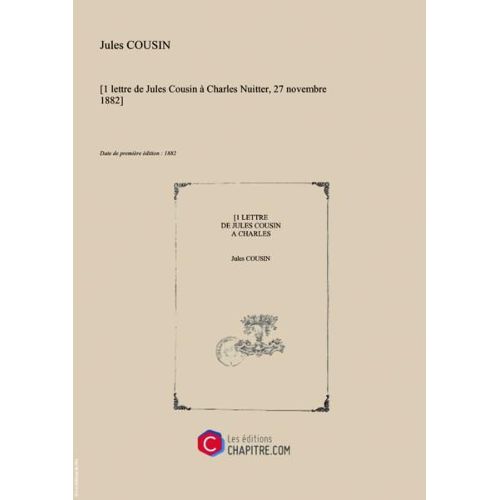 Jules COUSIN
[1 lettre de Jules Cousin à Charles Nuitter, 27 novembre
1882]
Date de première édition : 1882
[1 LETTRE
DE JULES COUSIN
A CHARLES
Jules COUSIN
C
Les éditions
CHAPITRE.COM